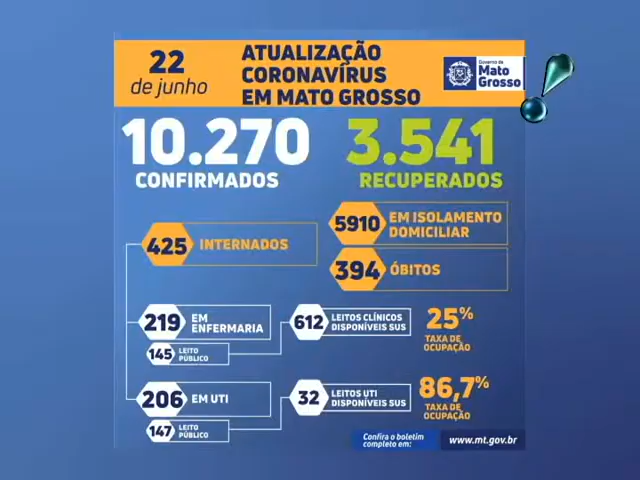 22
de junho
ATUALIZAÇÃO
CORONAVÍRUS
EM MATO GROSSO
Governo de
Mato
Grosso
10.270
CONFIRMADOS
3.541
RECUPERADOS
425 INTERNADOS
5910 EM ISOLAMENTO
DOMICILIAR
394 ÓBITOS
219 EM
ENFERMARIA
145 LEITO
PÚBLICO
612 LEITOS CLÍNICOS
DISPONÍVEIS SUS
25%
TAXA DE
OCUPAÇÃO
206 EM UTI
147 LEITO
PÚBLICO
32 LEITOS UTI
DISPONÍVEIS SUS
86,7%
TAXA DE
OCUPAÇÃO
Confira o boletim
completo em:
www.mt.gov.br